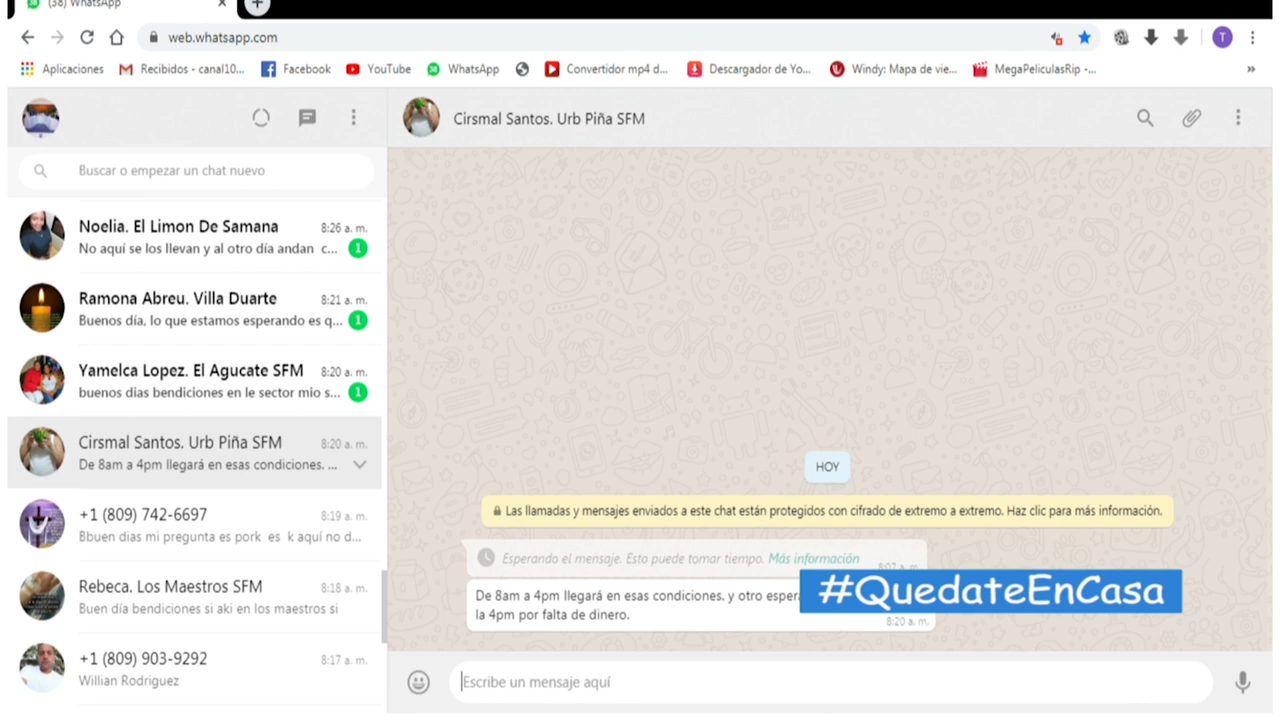 (38) WhatsApp
web.whatsapp.com
T
Aplicaciones
Recibidos - canal10...
Facebook
YouTube
WhatsApp
Convertidor mp4 d...
Descargador de Yo...
Windy: Mapa de vie...
MegaPeliculasRip -...
»
Buscar o empezar un chat nuevo
Noelia. El Limon De Samana 8:26 a. m.
No aquí se los llevan y al otro día andan c... 1
Ramona Abreu. Villa Duarte 8:21 a. m.
Buenos día, lo que estamos esperando es q... 1
Yamelca Lopez. El Agucate SFM 8:20 a. m.
buenos dias bendiciones en le sector mio s... 1
Cirsmal Santos. Urb Piña SFM 8:20 a. m.
De 8am a 4pm llegará en esas condiciones. ...
+1 (809) 742-6697 8:19 a. m.
Bbuen dias mi pregunta es pork es k aquí no d...
Rebeca. Los Maestros SFM 8:18 a. m.
Buen día bendiciones si aki en los maestros si
+1 (809) 903-9292 8:17 a. m.
Willian Rodriguez
Cirsmal Santos. Urb Piña SFM
HOY
Las llamadas y mensajes enviados a este chat están protegidos con cifrado de extremo a extremo. Haz clic para más información.
Esperando el mensaje. Esto puede tomar tiempo. Más información
8:07 a. m.
De 8am a 4pm llegará en esas condiciones. y otro
la 4pm por falta de dinero.
8:20 a. m.
#QuedateEnCasa
Escribe un mensaje aquí